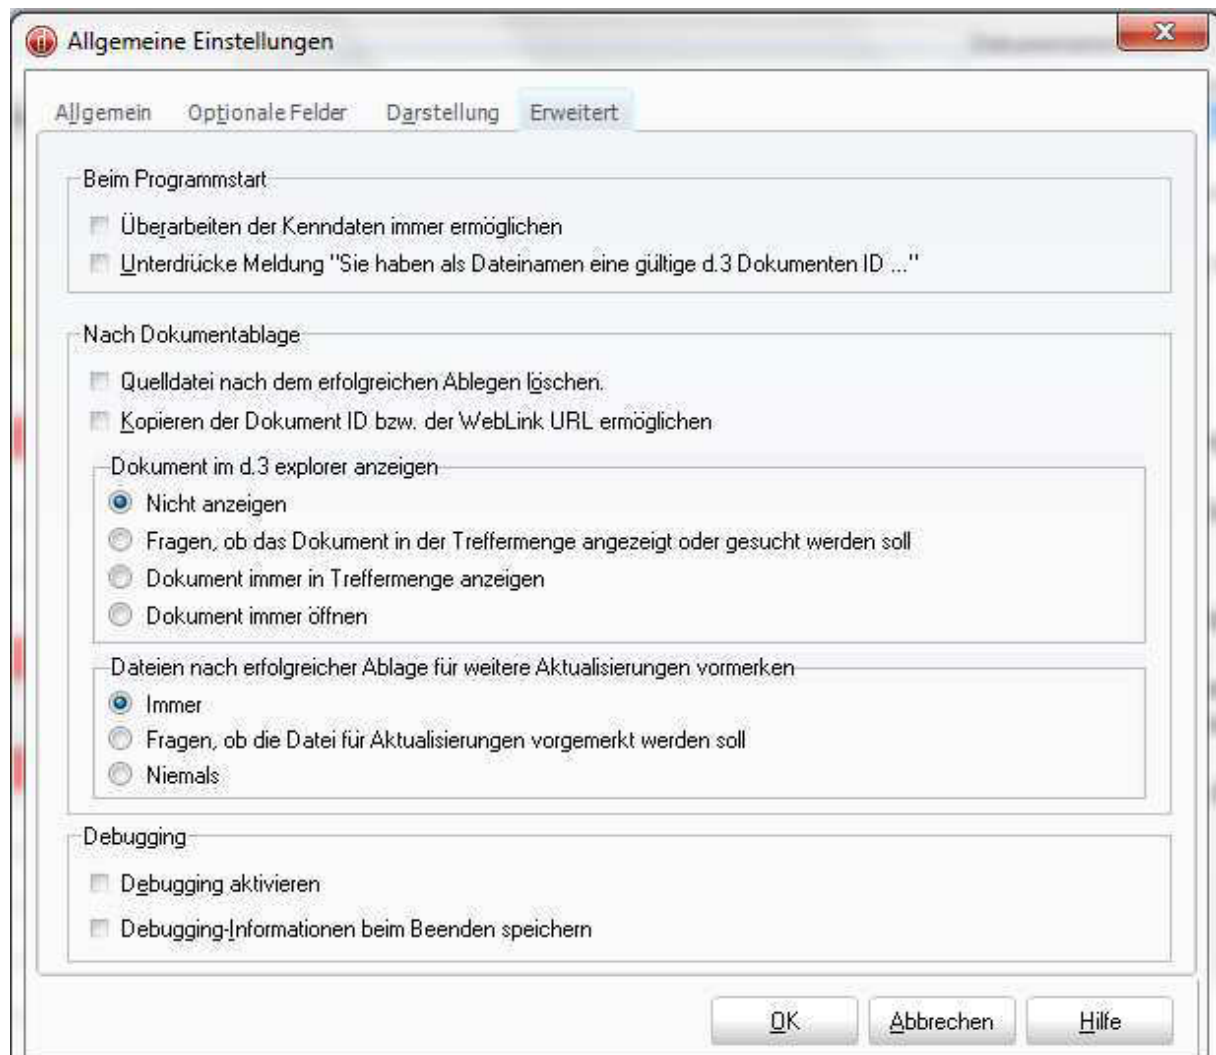 Allgemeine Einstellungen
Allgemein Optionale Felder Darstellung Erweitert
Beim Programmstart
Überarbeiten der Kenndaten immer ermöglichen
Unterdrücke Meldung "Sie haben als Dateinamen eine gültige d.3 Dokumenten ID ..."
Nach Dokumentablage
Quelldatei nach dem erfolgreichen Ablegen löschen.
Kopieren der Dokument ID bzw. der WebLink URL ermöglichen
Dokument im d.3 explorer anzeigen
Nicht anzeigen
Fragen, ob das Dokument in der Treffermenge angezeigt oder gesucht werden soll
Dokument immer in Treffermenge anzeigen
Dokument immer öffnen
Dateien nach erfolgreicher Ablage für weitere Aktualisierungen vormerken
Immer
Fragen, ob die Datei für Aktualisierungen vorgemerkt werden soll
Niemals
Debugging
Debugging aktivieren
Debugging-Informationen beim Beenden speichern
OK Abbrechen Hilfe